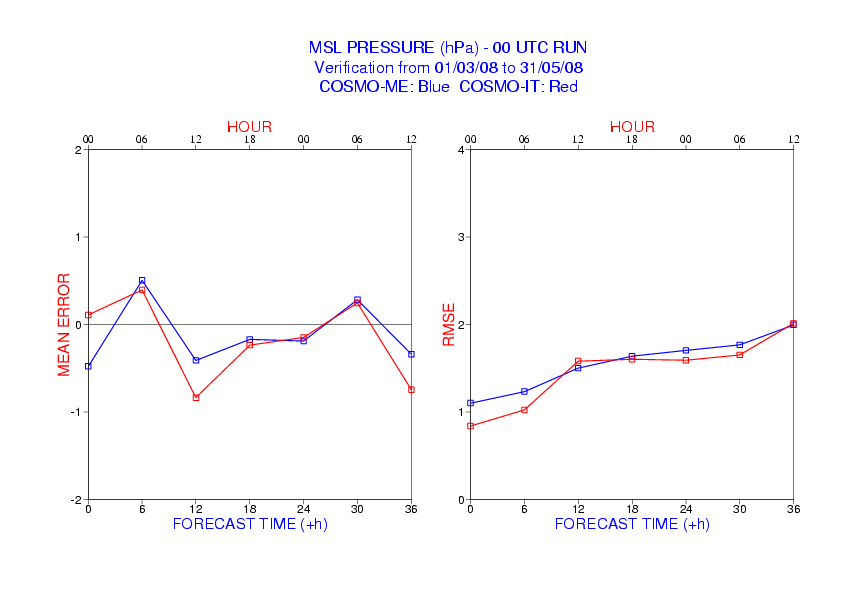 MSL PRESSURE (hPa) - 00 UTC RUN
Verification from 01/03/08 to 31/05/08
COSMO-ME: Blue  COSMO-IT: Red
HOUR
00 06 12 18 00 06 12
2
1
0
-1
-2
MEAN ERROR
0 6 12 18 24 30 36
FORECAST TIME (+h)
HOUR
00 06 12 18 00 06 12
4
3
2
1
0
RMSE
0 6 12 18 24 30 36
FORECAST TIME (+h)